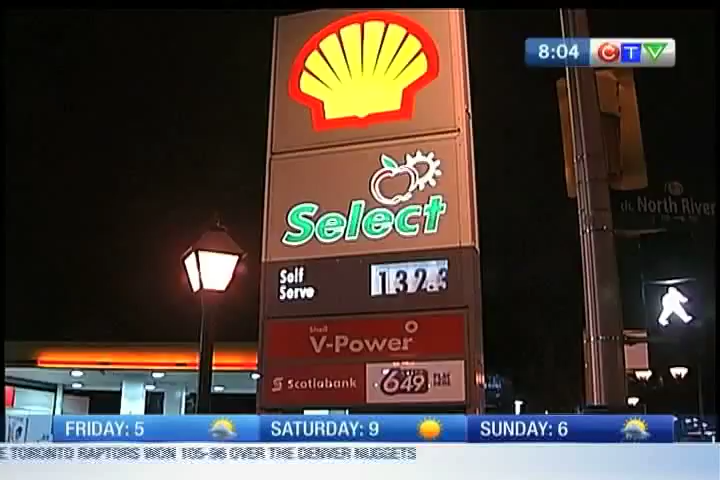 8:04 CTV
Select
North River
Self
Serve
132.3
Shell
V-Power
Scotiabank
649
FRIDAY: 5
SATURDAY: 9
SUNDAY: 6
E TORONTO RAPTORS WON 105-96 OVER THE DENVER NUGGETS